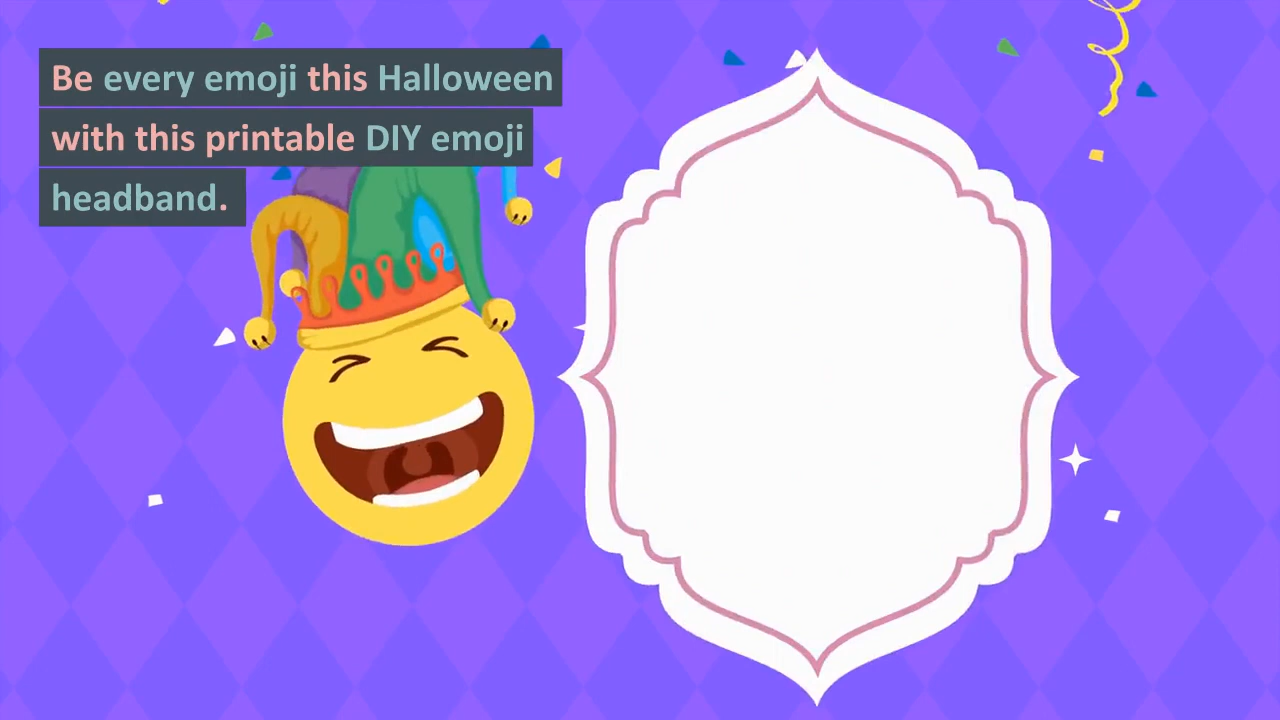 Be every emoji this Halloween
with this printable DIY emoji
headband.